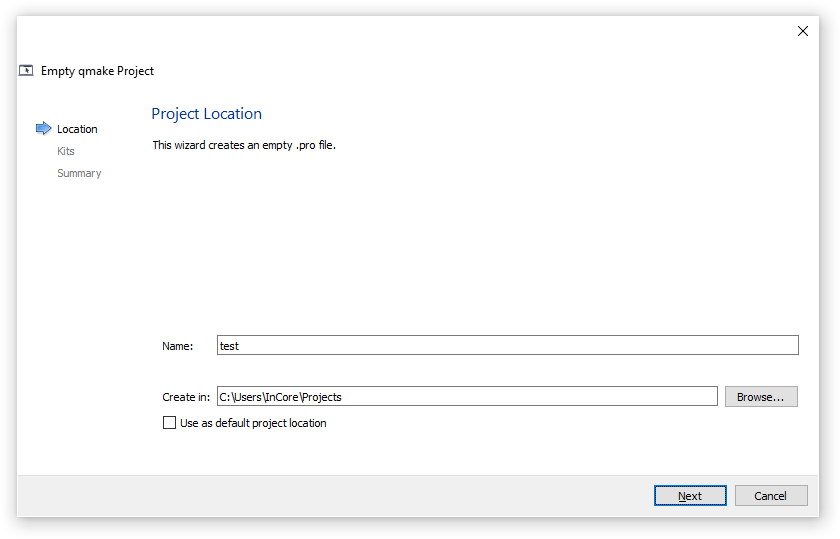 Empty qmake Project
Location
Kits
Summary
Project Location
This wizard creates an empty .pro file.
Name: test
Create in: C:\Users\InCore\Projects Browse...
Use as default project location
Next Cancel